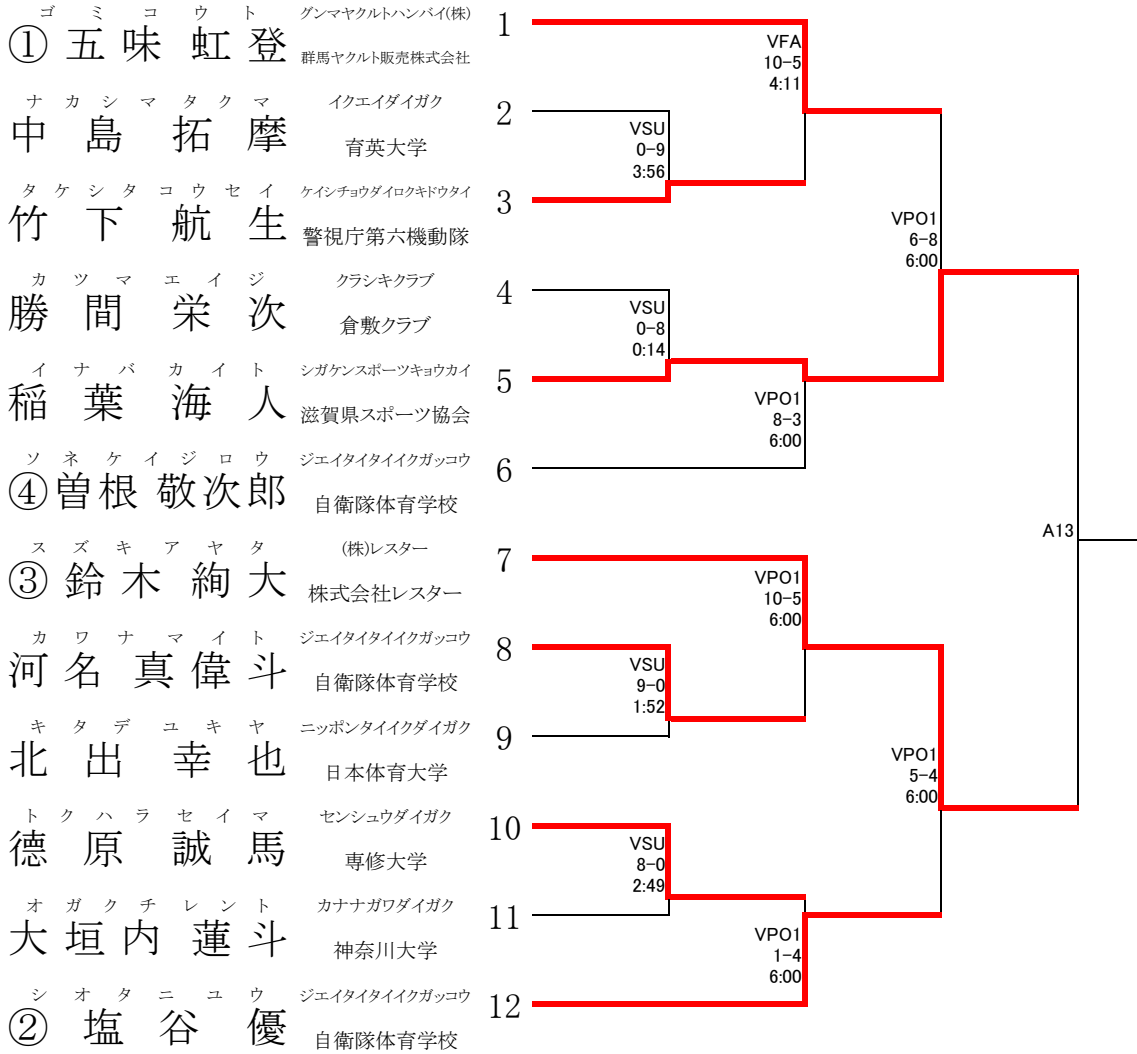 ゴミコウト グンマヤクルトハンバイ(株)
① 五味 虹登 群馬ヤクルト販売株式会社 1
ナカシマタクマ イクエイダイガク
中島 拓摩 育英大学 2
タケシタコウセイ ケイシチョウダイロクキドウタイ
竹下 航生 警視庁第六機動隊 3
カツマエイジ クラシキクラブ
勝間 栄次 倉敷クラブ 4
イナバカイト シガケンスポーツキョウカイ
稲葉 海人 滋賀県スポーツ協会 5
ソネケイジロウ ジエイタイタイイクガッコウ
④曽根 敬次郎 自衛隊体育学校 6
スズキアヤタ (株)レスター
③ 鈴木 絢大 株式会社レスター 7
カワナマイト ジエイタイタイイクガッコウ
河名 真偉斗 自衛隊体育学校 8
キタデユキヤ ニッポンタイイクダイガク
北出 幸也 日本体育大学 9
トクハラセイマ センシュウダイガク
德原 誠馬 専修大学 10
オガクチレント カナナガワダイガク
大垣内 蓮斗 神奈川大学 11
シオタニユウ ジエイタイタイイクガッコウ
② 塩谷 優 自衛隊体育学校 12
VSU
0-9
3:56
VSU
0-8
0:14
VSU
9-0
1:52
VSU
8-0
2:49
VFA
10-5
4:11
VPO1
8-3
6:00
VPO1
10-5
6:00
VPO1
1-4
6:00
VPO1
6-8
6:00
VPO1
5-4
6:00
A13